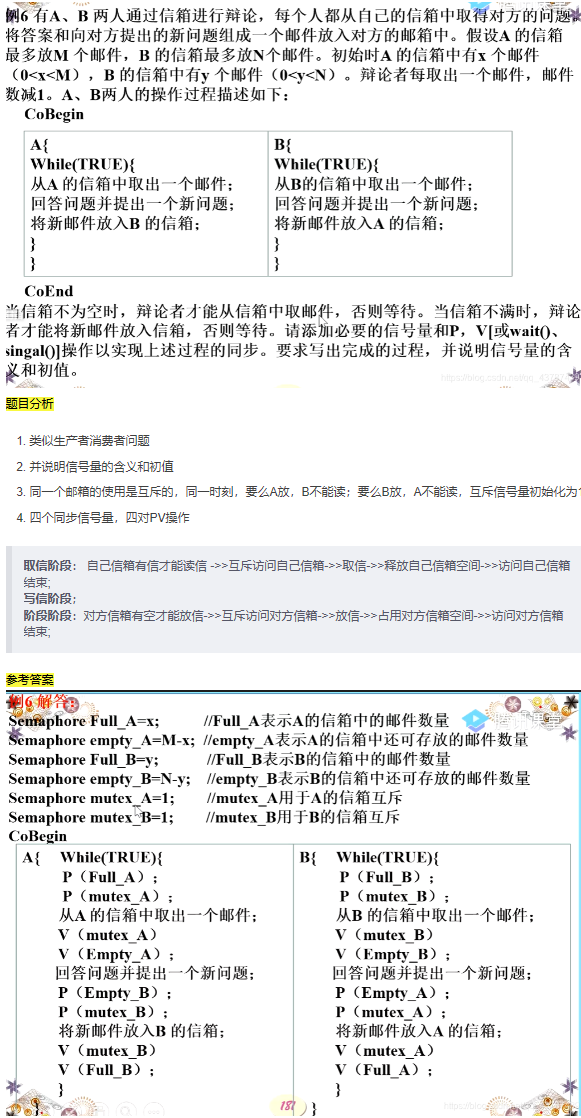 例6 有A、B 两人通过信箱进行辩论，每个人都从自己的信箱中取得对方的问题。
将答案和向对方提出的新问题组成一个邮件放入对方的邮箱中。假设A 的信箱
最多放M 个邮件，B 的信箱最多放N个邮件。初始时A 的信箱中有x 个邮件
（0<x<M），B 的信箱中有y 个邮件（0<y<N）。辩论者每取出一个邮件，邮件
数减1。A、B两人的操作过程描述如下：
CoBegin
A{
While(TRUE){
从A 的信箱中取出一个邮件；
回答问题并提出一个新问题；
将新邮件放入B 的信箱；
}
}
B{
While(TRUE){
从B的信箱中取出一个邮件；
回答问题并提出一个新问题；
将新邮件放入A 的信箱；
}
}
CoEnd
当信箱不为空时，辩论者才能从信箱中取邮件，否则等待。当信箱不满时，辩论
者才能将新邮件放入信箱，否则等待。请添加必要的信号量和P，V[或wait()、
singal()]操作以实现上述过程的同步。要求写出完成的过程，并说明信号量的含
义和初值。
题目分析
1. 类似生产者消费者问题
2. 并说明信号量的含义和初值
3. 同一个邮箱的使用是互斥的，同一时刻，要么A放，B不能读；要么B放，A不能读，互斥信号量初始化为1
4. 四个同步信号量，四对PV操作
取信阶段： 自己信箱有信才能读信 ->>互斥访问自己信箱->>取信->>释放自己信箱空间->>访问自己信箱
结束;
写信阶段：
阶段阶段：对方信箱有空才能放信->>互斥访问对方信箱->>放信->>占用对方信箱空间->>访问对方信箱
结束;
参考答案
例6 解答：
腾讯课堂
Semaphore Full_A=x; //Full_A表示A的信箱中的邮件数量
Semaphore empty_A=M-x; //empty_A表示A的信箱中还可存放的邮件数量
Semaphore Full_B=y; //Full_B表示B的信箱中的邮件数量
Semaphore empty_B=N-y; //empty_B表示B的信箱中还可存放的邮件数量
Semaphore mutex_A=1; //mutex_A用于A的信箱互斥
Semaphore mutex_B=1; //mutex_B用于B的信箱互斥
CoBegin
A{ While(TRUE){
P（Full_A）;
P（mutex_A）;
从A 的信箱中取出一个邮件；
V（mutex_A）
V（Empty_A）;
回答问题并提出一个新问题；
P（Empty_B）;
P（mutex_B）;
将新邮件放入B 的信箱；
V（mutex_B）
V（Full_B）;
}
}
B{ While(TRUE){
P（Full_B）;
P（mutex_B）;
从B 的信箱中取出一个邮件；
V（mutex_B）
V（Empty_B）;
回答问题并提出一个新问题；
P（Empty_A）;
P（mutex_A）;
将新邮件放入A 的信箱；
V（mutex_A）
V（Full_A）;
}
}
187